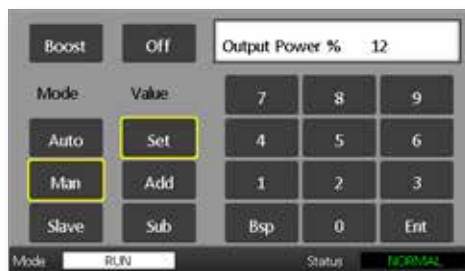 Boost Off Output Power % 12
Mode Value 7 8 9
Auto Set 4 5 6
Man Add 1 2 3
Slave Sub Bsp 0 Ent
Mode RUN Status NORMAL